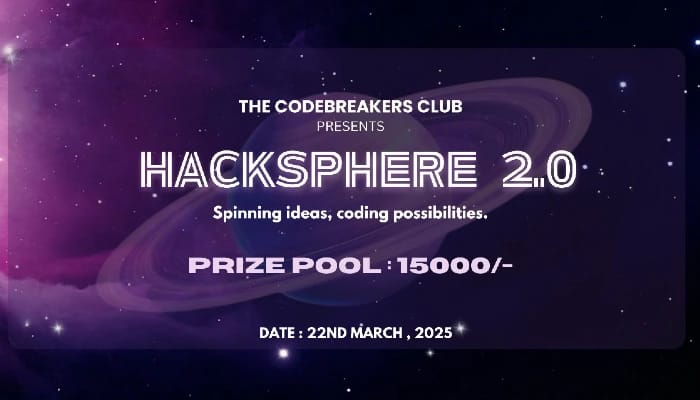 THE CODEBREAKERS CLUB
PRESENTS
HACKSPHERE 2.0
Spinning ideas, coding possibilities.
PRIZE POOL : 15000/-
DATE : 22ND MARCH , 2025